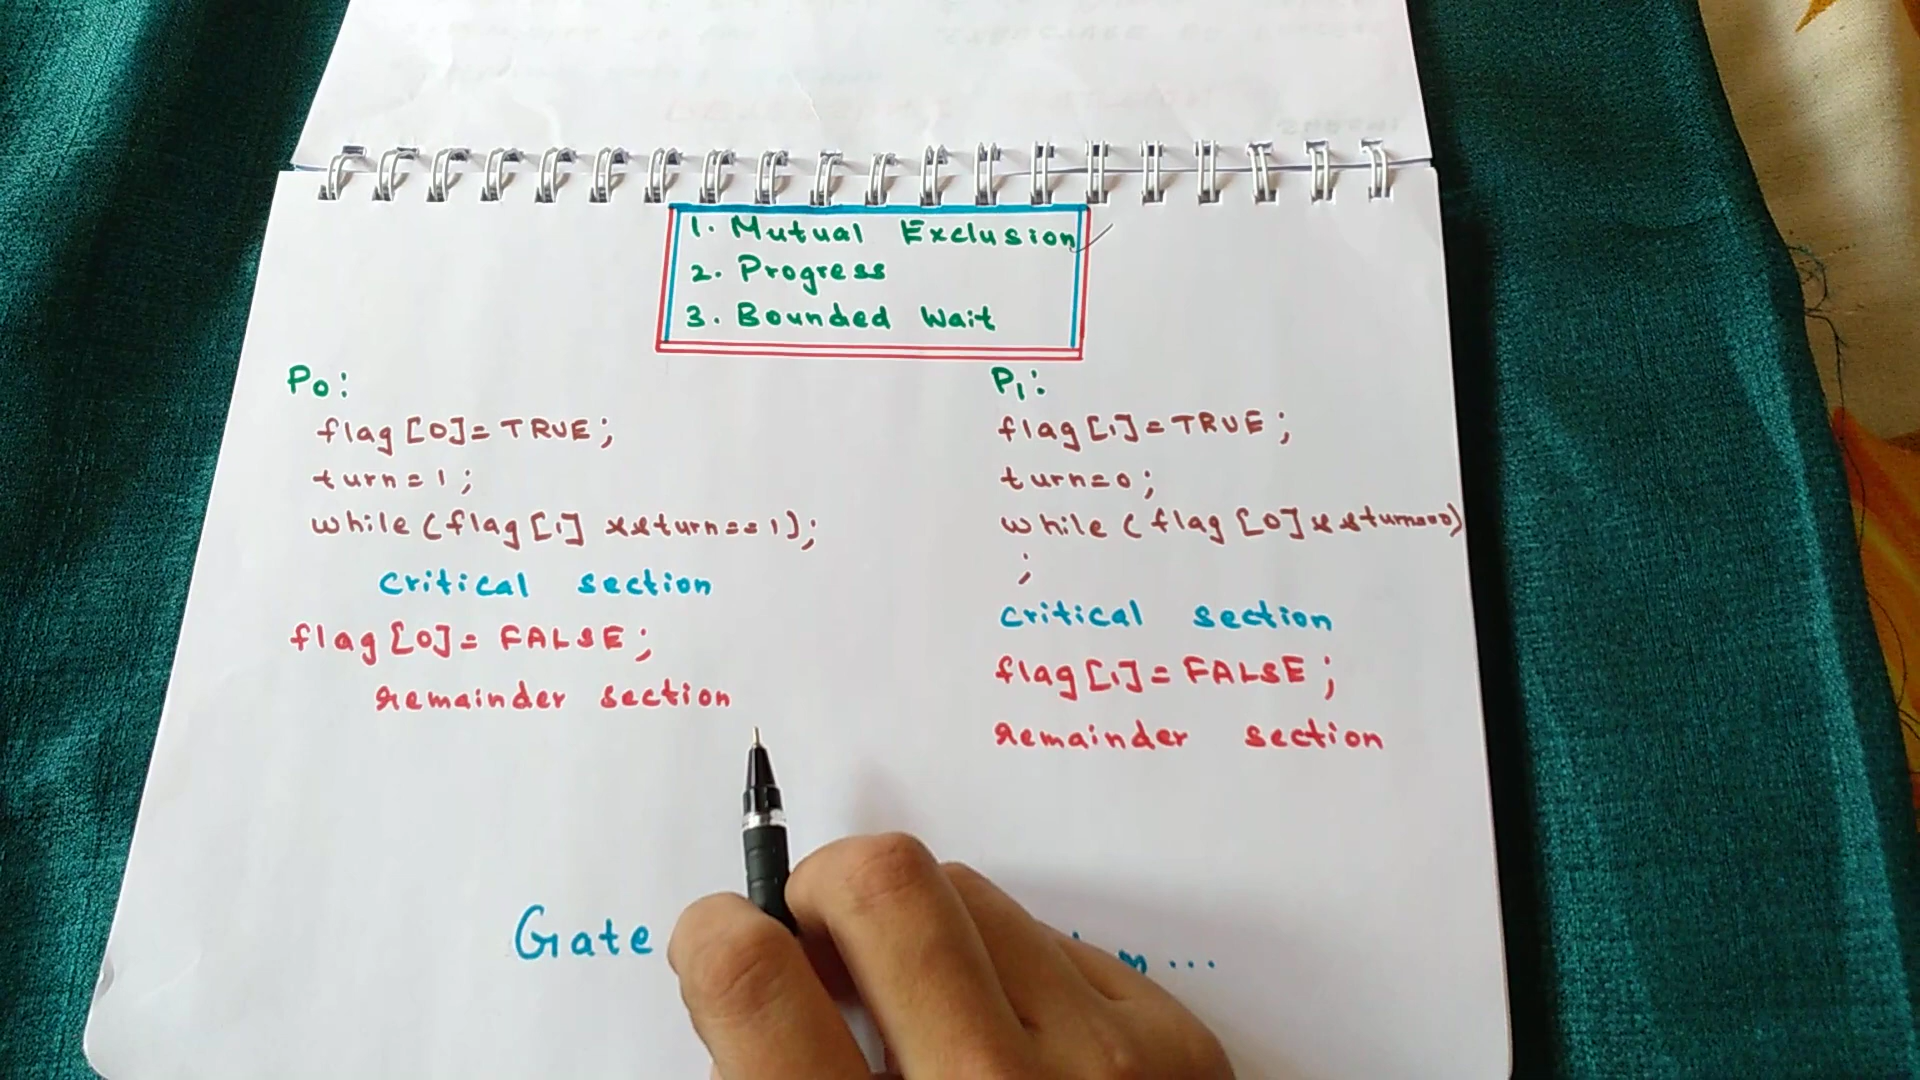 1. Mutual Exclusion
2. Progress
3. Bounded Wait
P0:
flag[0]=TRUE;
turn=1;
while(flag[1] &&turn==1);
critical section
flag[0]=FALSE;
remainder section
P1:
flag[1]=TRUE;
turn=0;
while(flag[0]&&turn==0)
;
critical section
flag[1]=FALSE;
remainder section
Gate ...